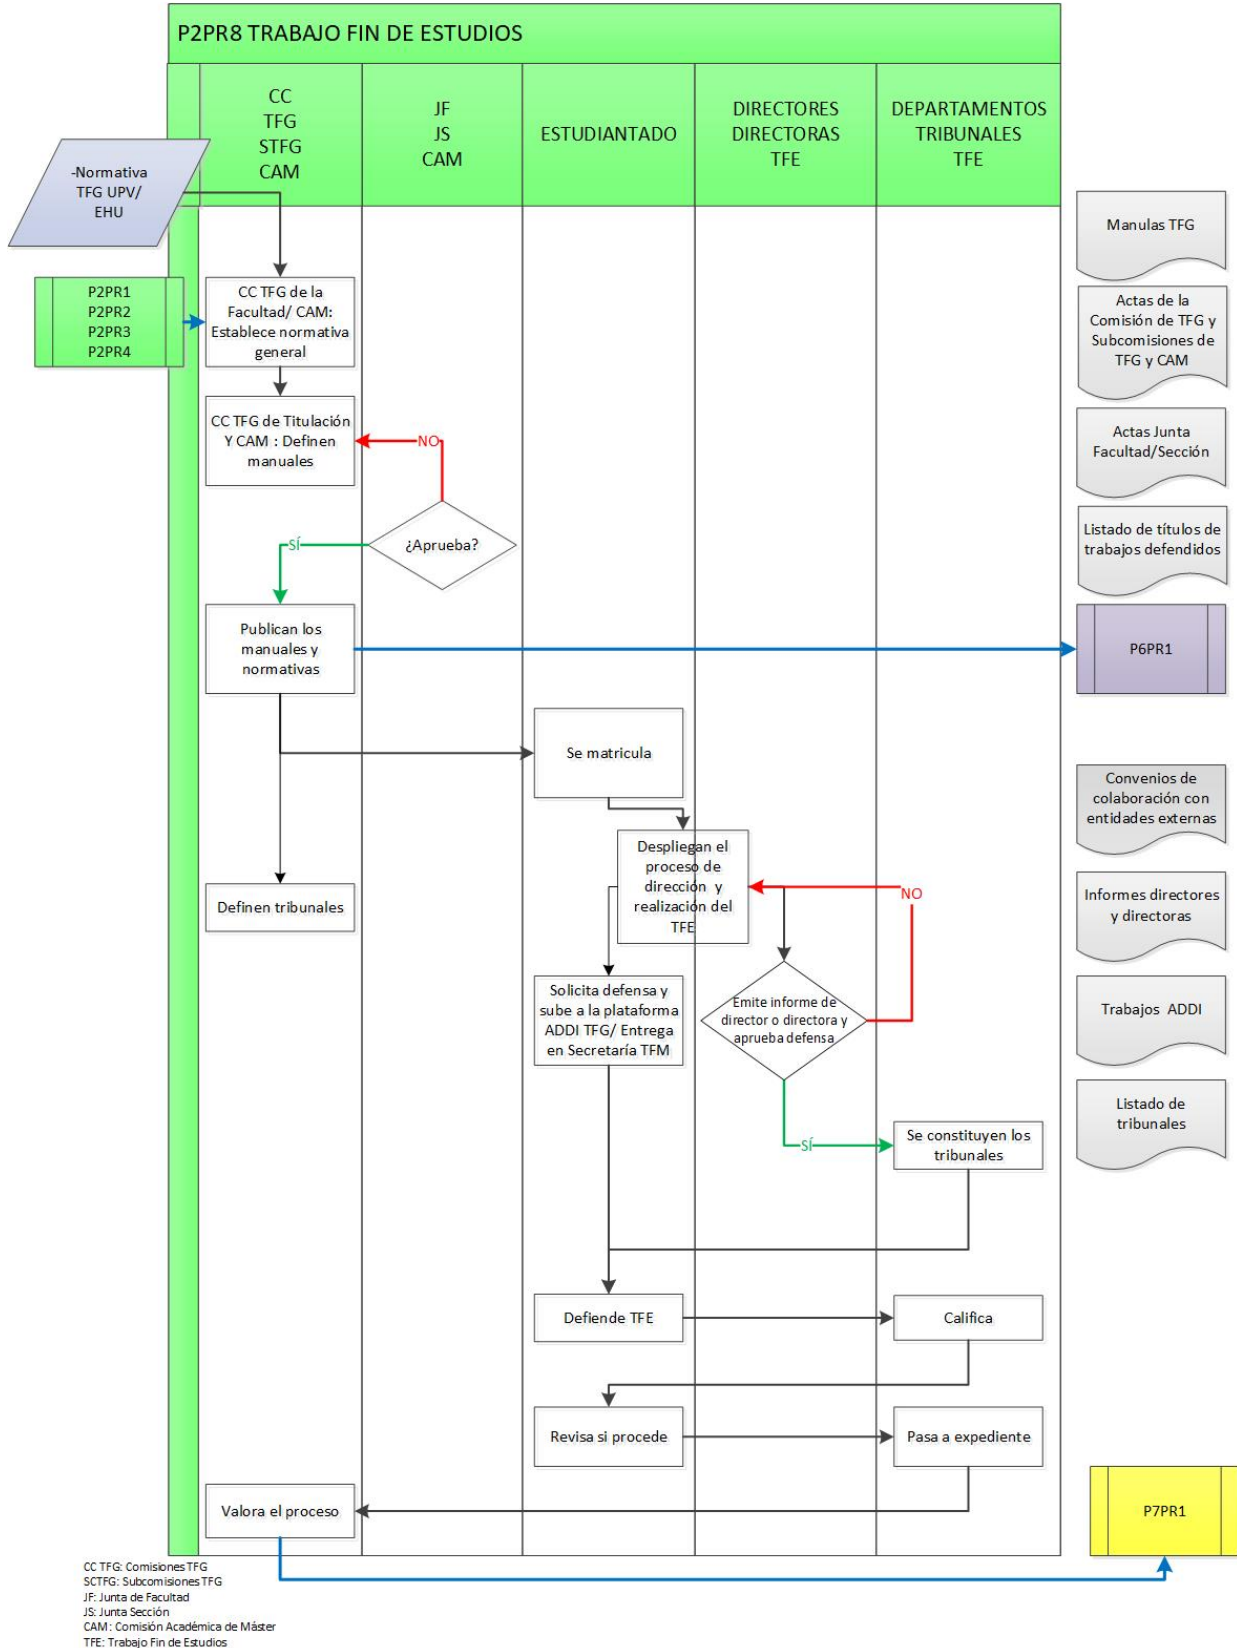 P2PR8 TRABAJO FIN DE ESTUDIOS
CC
TFG
STFG
CAM
JF
JS
CAM
ESTUDIANTADO
DIRECTORES
DIRECTORAS
TFE
DEPARTAMENTOS
TRIBUNALES
TFE
-Normativa
TFG UPV/
EHU
P2PR1
P2PR2
P2PR3
P2PR4
CC TFG de la
Facultad/ CAM:
Establece normativa
general
CC TFG de Titulación
Y CAM : Definen
manuales
NO
¿Aprueba?
SÍ
Publican los
manuales y
normativas
Se matricula
Despliegan el
proceso de
dirección y
realización del
TFE
NO
Definen tribunales
Solicita defensa y
sube a la plataforma
ADDI TFG/ Entrega
en Secretaría TFM
Emite informe de
director o directora y
aprueba defensa
SÍ
Se constituyen los
tribunales
Defiende TFE
Califica
Revisa si procede
Pasa a expediente
Valora el proceso
Manulas TFG
Actas de la
Comisión de TFG y
Subcomisiones de
TFG y CAM
Actas Junta
Facultad/Sección
Listado de títulos de
trabajos defendidos
P6PR1
Convenios de
colaboración con
entidades externas
Informes directores
y directoras
Trabajos ADDI
Listado de
tribunales
P7PR1
CC TFG: Comisiones TFG
SCTFG: Subcomisiones TFG
JF: Junta de Facultad
JS: Junta Sección
CAM: Comisión Académica de Máster
TFE: Trabajo Fin de Estudios